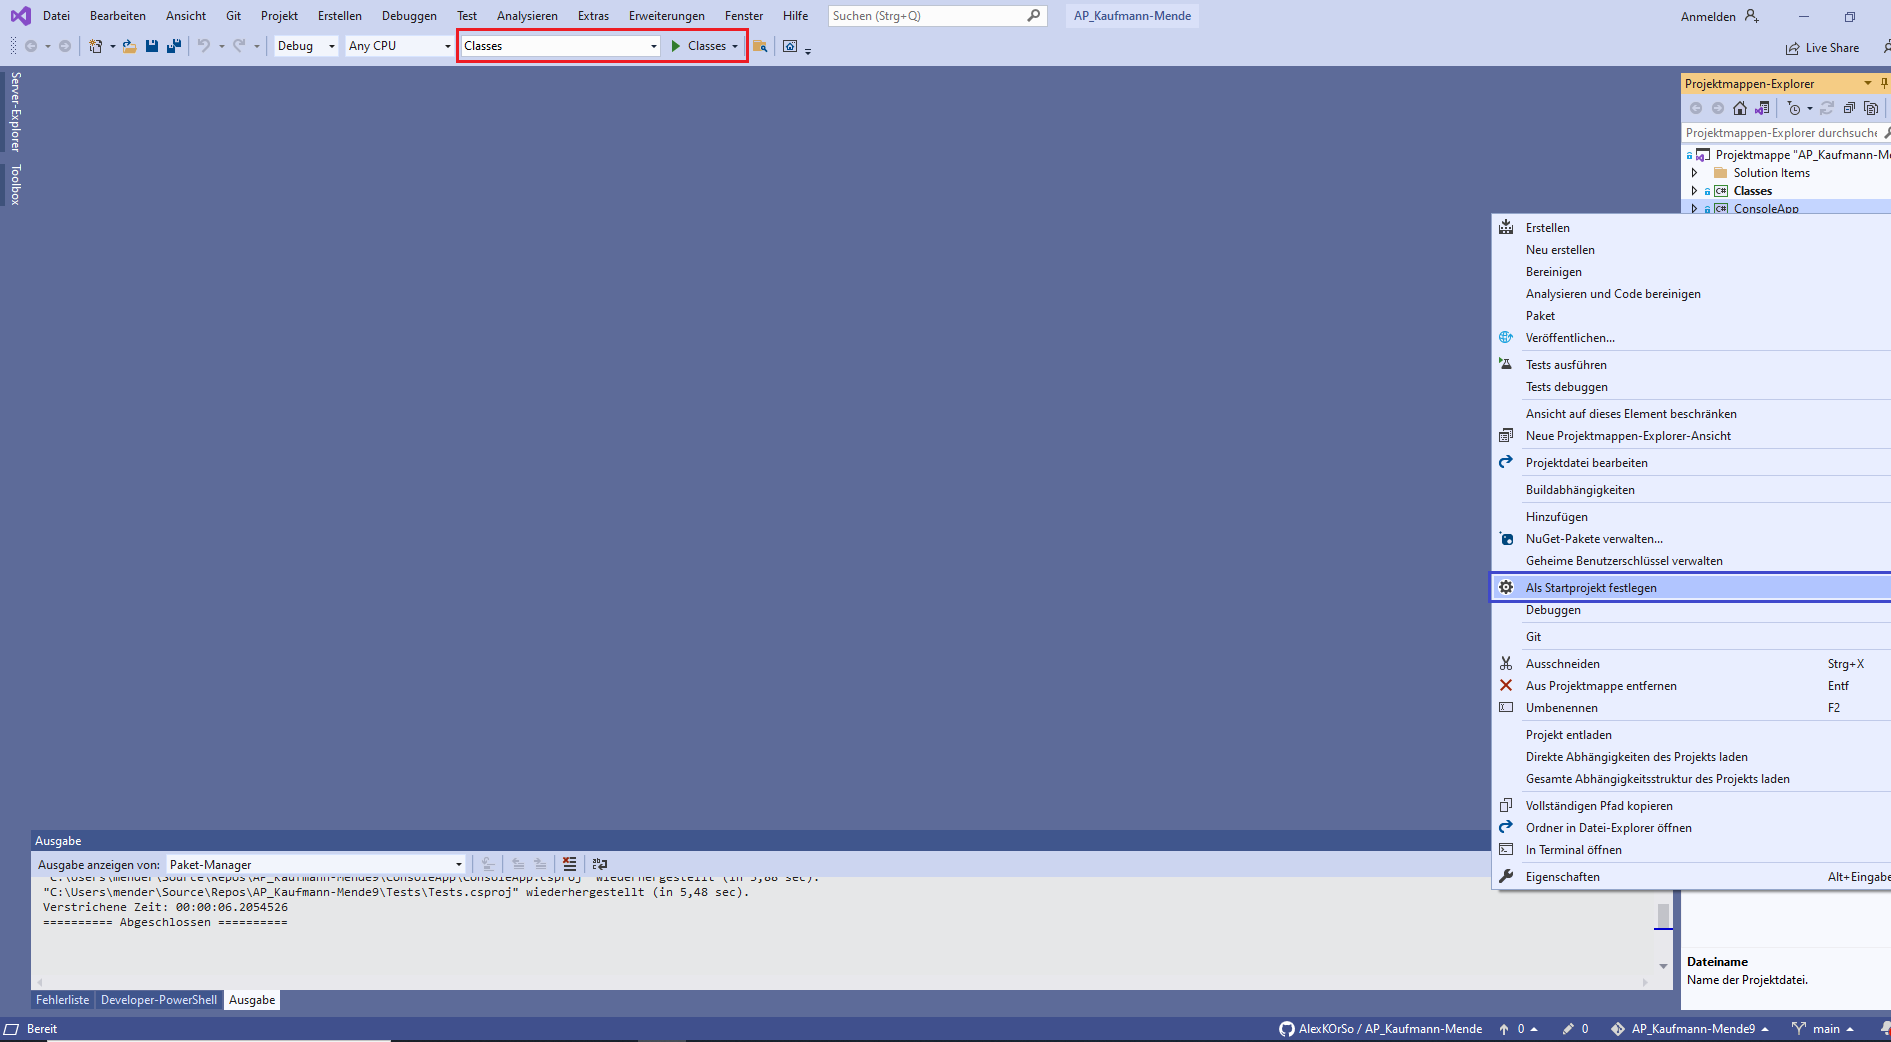 Datei Bearbeiten Ansicht Git Projekt Erstellen Debuggen Test Analysieren Extras Erweiterungen Fenster Hilfe Suchen (Strg+Q) AP_Kaufmann-Mende Anmelden
Debug Any CPU Classes Classes Live Share
Server-Explorer
Toolbox
Projektmappen-Explorer
Projektmappen-Explorer durchsuche
Projektmappe "AP_Kaufmann-M
Solution Items
C# Classes
C# ConsoleApp
Erstellen
Neu erstellen
Bereinigen
Analysieren und Code bereinigen
Paket
Veröffentlichen...
Tests ausführen
Tests debuggen
Ansicht auf dieses Element beschränken
Neue Projektmappen-Explorer-Ansicht
Projektdatei bearbeiten
Buildabhängigkeiten
Hinzufügen
NuGet-Pakete verwalten...
Geheime Benutzerschlüssel verwalten
Als Startprojekt festlegen
Debuggen
Git
Ausschneiden Strg+X
Aus Projektmappe entfernen Entf
Umbenennen F2
Projekt entladen
Direkte Abhängigkeiten des Projekts laden
Gesamte Abhängigkeitsstruktur des Projekts laden
Vollständigen Pfad kopieren
Ordner in Datei-Explorer öffnen
In Terminal öffnen
Eigenschaften Alt+Eingabe
Ausgabe
Ausgabe anzeigen von: Paket-Manager
"C:\Users\mender\Source\Repos\AP_Kaufmann-Mende9\ConsoleApp\ConsoleApp.csproj" wiederhergestellt (in 5,88 sec).
"C:\Users\mender\Source\Repos\AP_Kaufmann-Mende9\Tests\Tests.csproj" wiederhergestellt (in 5,48 sec).
Verstrichene Zeit: 00:00:06.2054526
========== Abgeschlossen ==========
Dateiname
Name der Projektdatei.
Fehlerliste Developer-PowerShell Ausgabe
Bereit AlexKOrSo / AP_Kaufmann-Mende 0 0 AP_Kaufmann-Mende9 main